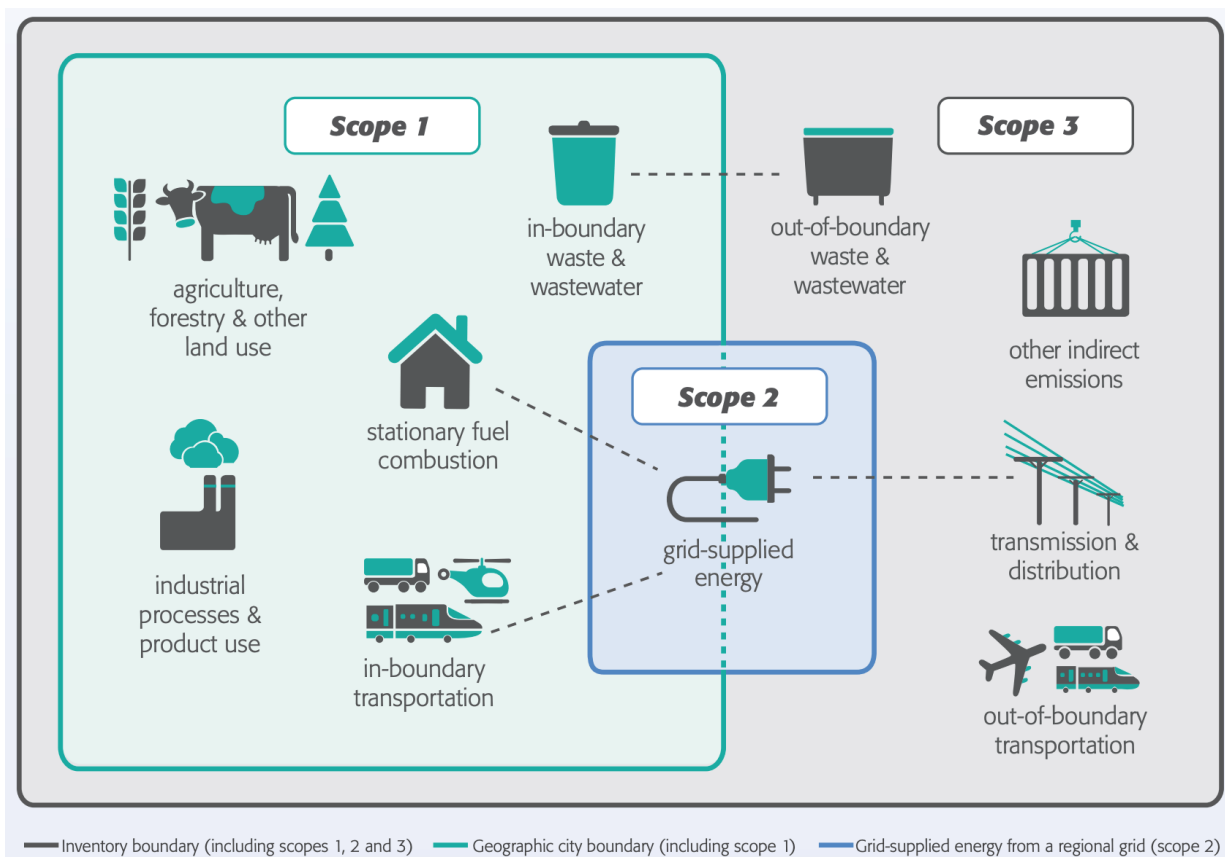 Scope 1
Scope 3
in-boundary
waste &
wastewater
out-of-boundary
waste &
wastewater
agriculture,
forestry & other
land use
other indirect
emissions
Scope 2
stationary fuel
combustion
grid-supplied
energy
transmission &
distribution
industrial
processes &
product use
in-boundary
transportation
out-of-boundary
transportation
Inventory boundary (including scopes 1, 2 and 3)
Geographic city boundary (including scope 1)
Grid-supplied energy from a regional grid (scope 2)